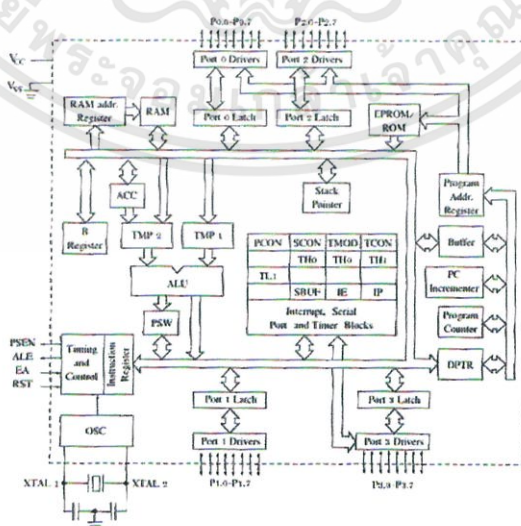 P0.0-P0.7 P2.0-P2.7
Vcc
Vss
Port 0 Drivers
Port 2 Drivers
RAM addr.
Register
RAM
Port 0 Latch
Port 2 Latch
EPROM/
ROM
Program
Addr.
Register
ACC
Stack
Pointer
B
Register
TMP 2
TMP 1
Buffer
PCON SCON TMOD TCON
TH0 TH0 TH1
TL1
SBUF IE IP
Interrupt, Serial
Port and Timer Blocks
ALU
PC
Incrementer
PSW
Program
Counter
PSEN
ALE
EA
RST
Timing
and
Control
Instruction
Register
DPTR
Port 1 Latch
Port 3 Latch
OSC
Port 1 Drivers
Port 3 Drivers
XTAL 1
XTAL 2
P1.0-P1.7
P3.0-P3.7